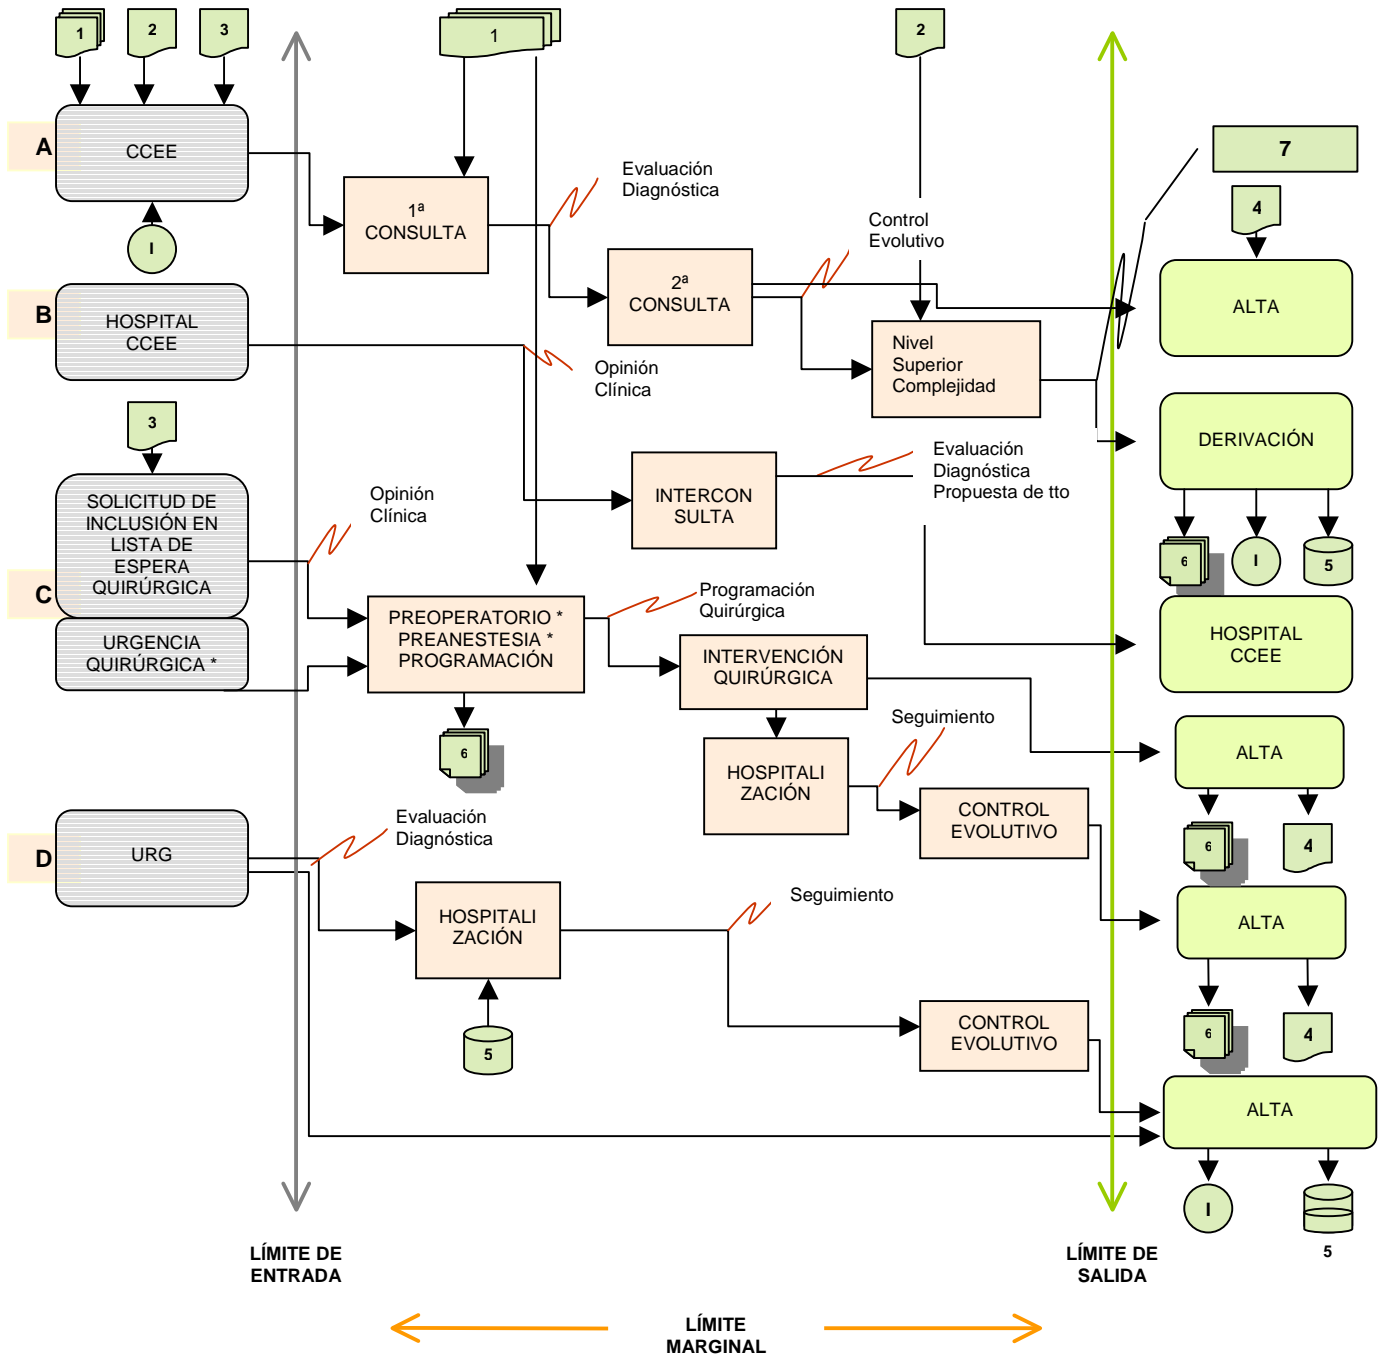 1
2
3
1
2
A
CCEE
7
Evaluación
Diagnóstica
1ª
CONSULTA
4
Control
Evolutivo
I
B
HOSPITAL
CCEE
2ª
CONSULTA
ALTA
Nivel
Superior
Complejidad
Opinión
Clínica
3
DERIVACIÓN
Evaluación
Diagnóstica
Propuesta de tto
SOLICITUD DE
INCLUSIÓN EN
LISTA DE
ESPERA
QUIRÚRGICA
Opinión
Clínica
INTERCON
SULTA
6
I
5
C
URGENCIA
QUIRÚRGICA *
PREOPERATORIO *
PREANESTESIA *
PROGRAMACIÓN
Programación
Quirúrgica
HOSPITAL
CCEE
INTERVENCIÓN
QUIRÚRGICA
6
Seguimiento
ALTA
HOSPITALI
ZACIÓN
CONTROL
EVOLUTIVO
6
4
D
URG
Evaluación
Diagnóstica
HOSPITALI
ZACIÓN
Seguimiento
ALTA
5
CONTROL
EVOLUTIVO
6
4
ALTA
I
5
LÍMITE DE
ENTRADA
LÍMITE DE
SALIDA
LÍMITE
MARGINAL